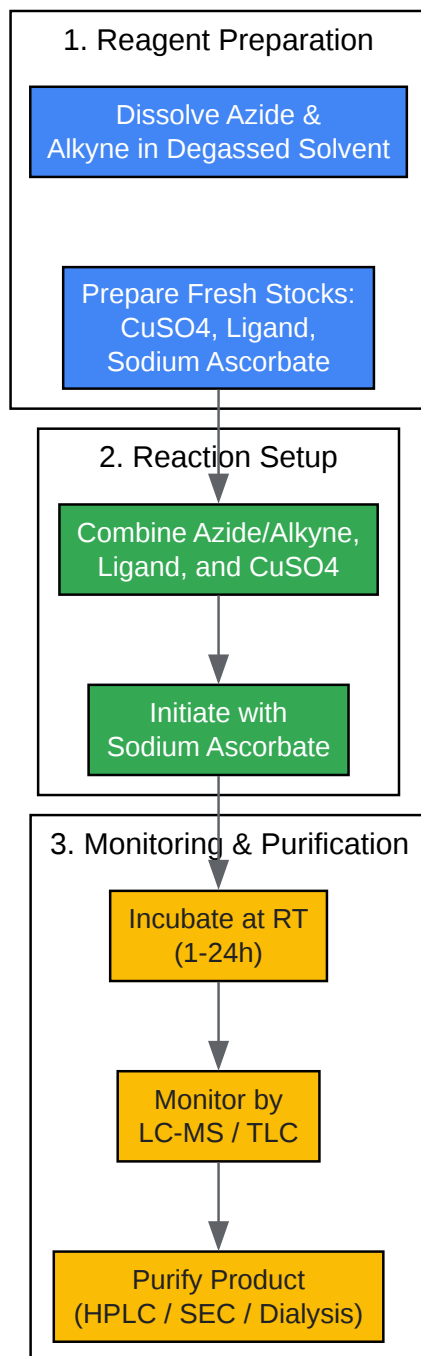 1. Reagent Preparation
Dissolve Azide &
Alkyne in Degassed Solvent
Prepare Fresh Stocks:
CuSO4, Ligand,
Sodium Ascorbate
2. Reaction Setup
Combine Azide/Alkyne,
Ligand, and CuSO4
Initiate with
Sodium Ascorbate
3. Monitoring & Purification
Incubate at RT
(1-24h)
Monitor by
LC-MS / TLC
Purify Product
(HPLC / SEC / Dialysis)